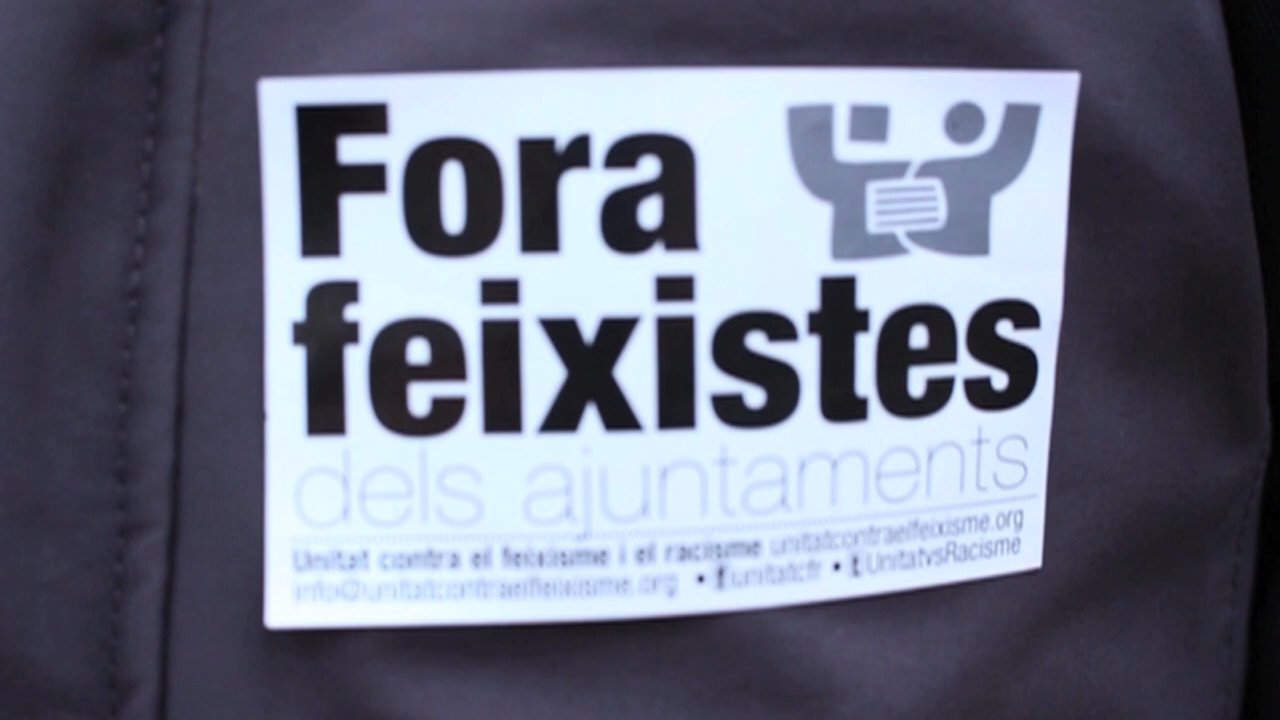 Fora
feixistes
dels ajuntaments
Unitat contra el feixisme i el racisme unitatcontraelfeixisme.org
info@unitatcontraelfeixisme.org • f unitatcfr • t UnitatvsRacisme